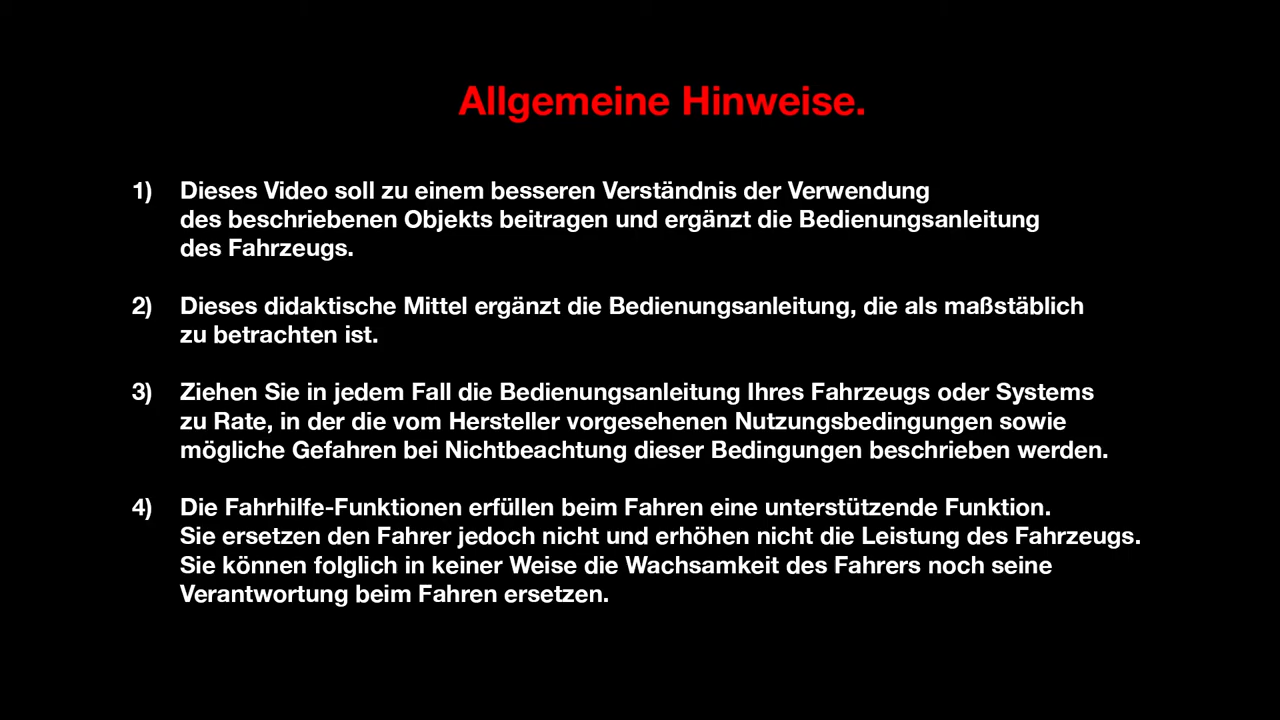 Allgemeine Hinweise.
1) Dieses Video soll zu einem besseren Verständnis der Verwendung
des beschriebenen Objekts beitragen und ergänzt die Bedienungsanleitung
des Fahrzeugs.
2) Dieses didaktische Mittel ergänzt die Bedienungsanleitung, die als maßstäblich
zu betrachten ist.
3) Ziehen Sie in jedem Fall die Bedienungsanleitung Ihres Fahrzeugs oder Systems
zu Rate, in der die vom Hersteller vorgesehenen Nutzungsbedingungen sowie
mögliche Gefahren bei Nichtbeachtung dieser Bedingungen beschrieben werden.
4) Die Fahrhilfe-Funktionen erfüllen beim Fahren eine unterstützende Funktion.
Sie ersetzen den Fahrer jedoch nicht und erhöhen nicht die Leistung des Fahrzeugs.
Sie können folglich in keiner Weise die Wachsamkeit des Fahrers noch seine
Verantwortung beim Fahren ersetzen.